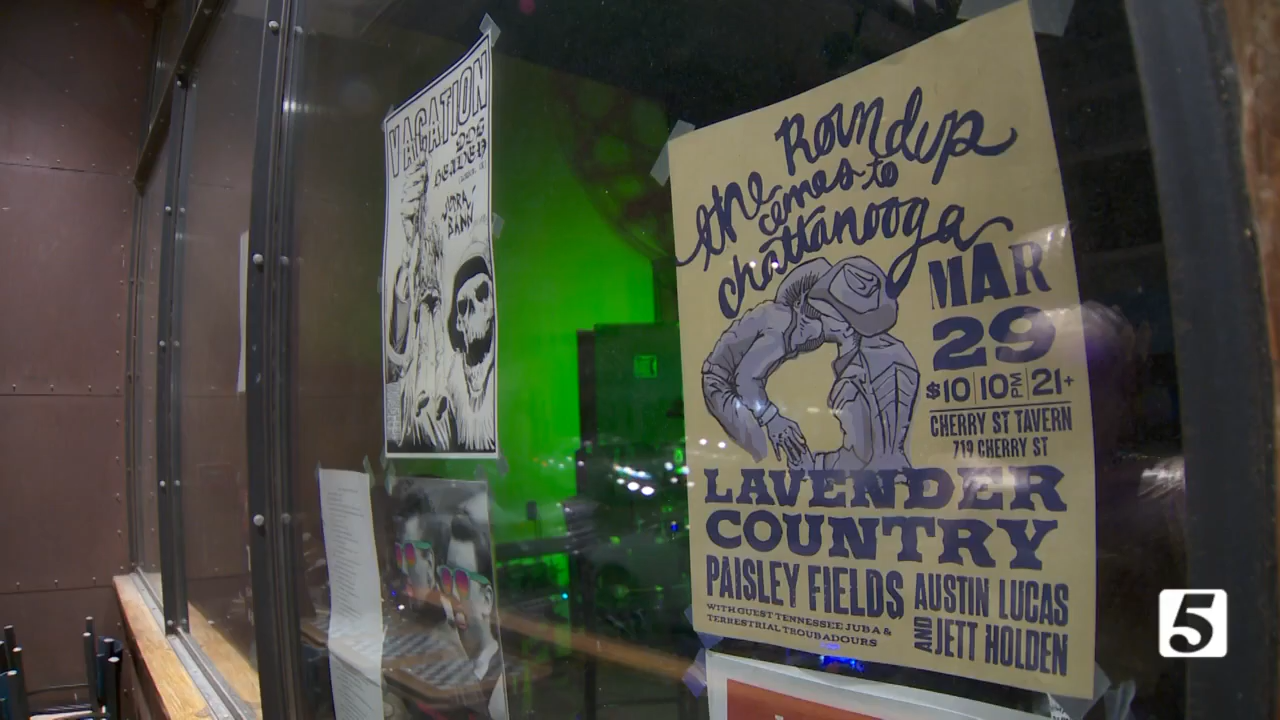 VACATION
the Roundup
comes to
chattanooga
MAR
29
$10 | 10PM | 21+
CHERRY ST TAVERN
719 CHERRY ST
LAVENDER
COUNTRY
PAISLEY FIELDS
WITH GUEST TENNESSEE JUBA &
TERRESTRIAL TROUBADOURS
AUSTIN LUCAS
AND JETT HOLDEN
5